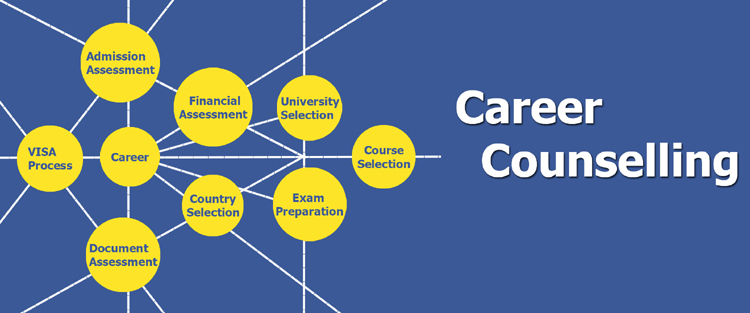 Admission
Assessment
Financial
Assessment
University
Selection
VISA
Process
Career
Course
Selection
Country
Selection
Exam
Preparation
Document
Assessment
Career
Counselling